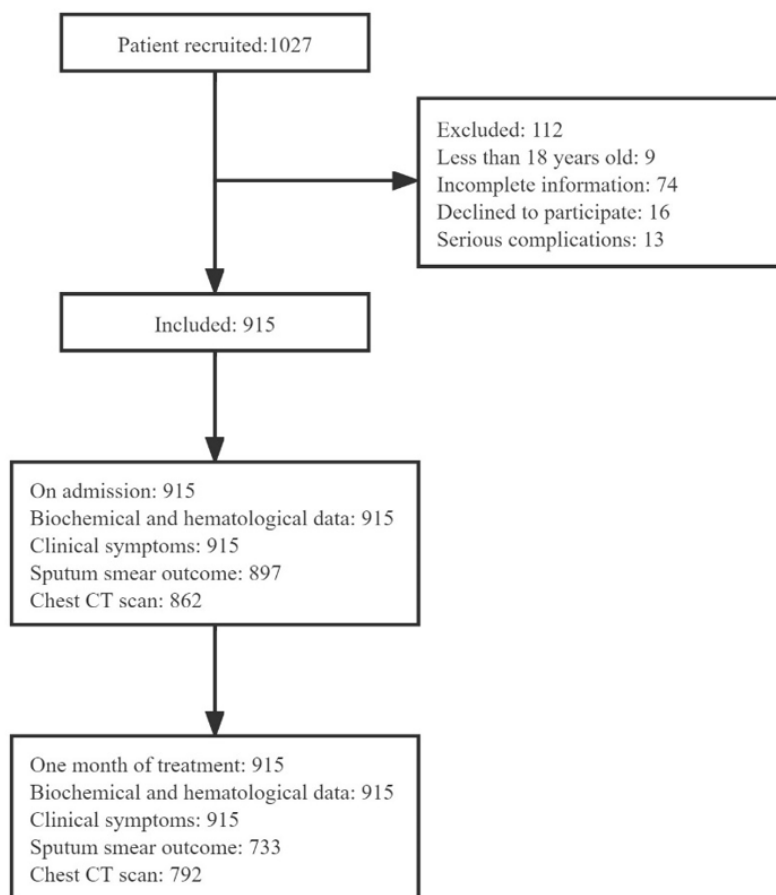 Patient recruited:1027
Excluded: 112
Less than 18 years old: 9
Incomplete information: 74
Declined to participate: 16
Serious complications: 13
Included: 915
On admission: 915
Biochemical and hematological data: 915
Clinical symptoms: 915
Sputum smear outcome: 897
Chest CT scan: 862
One month of treatment: 915
Biochemical and hematological data: 915
Clinical symptoms: 915
Sputum smear outcome: 733
Chest CT scan: 792